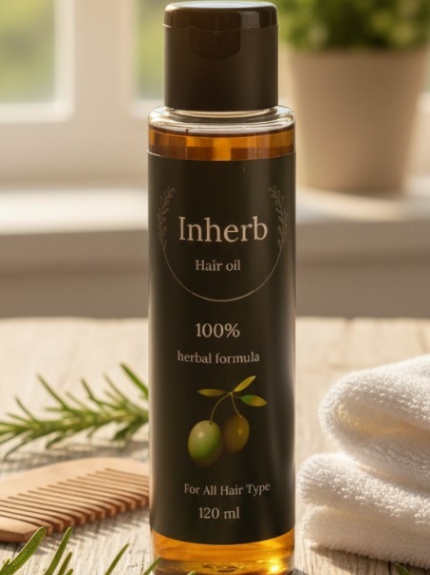 Inherb
Hair oil
100%
herbal formula
For All Hair Type
120 ml